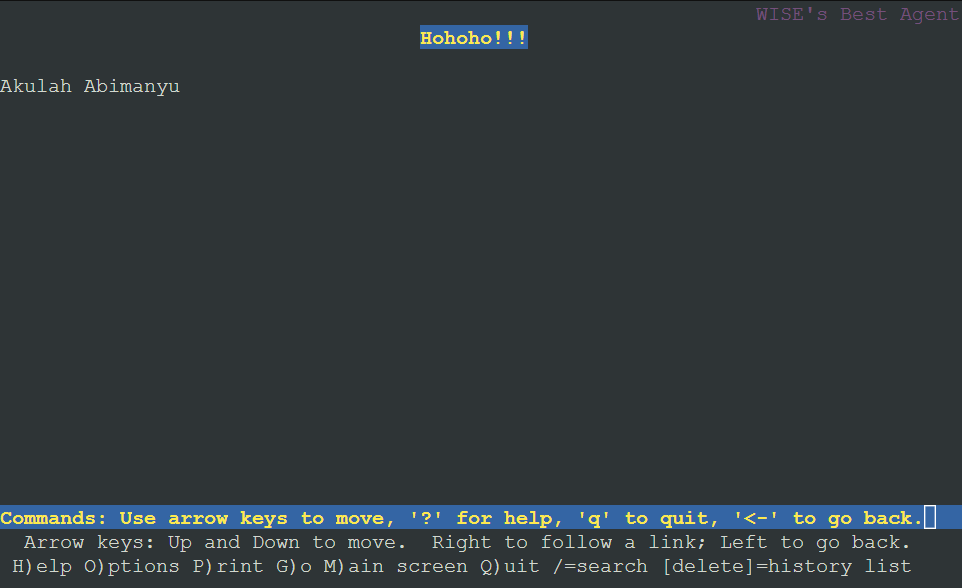 WISE's Best Agent
Hohoho!!!
Akulah Abimanyu
Commands: Use arrow keys to move, '?' for help, 'q' to quit, '<-' to go back.
Arrow keys: Up and Down to move.  Right to follow a link; Left to go back.
H)elp O)ptions P)rint G)o M)ain screen Q)uit /=search [delete]=history list